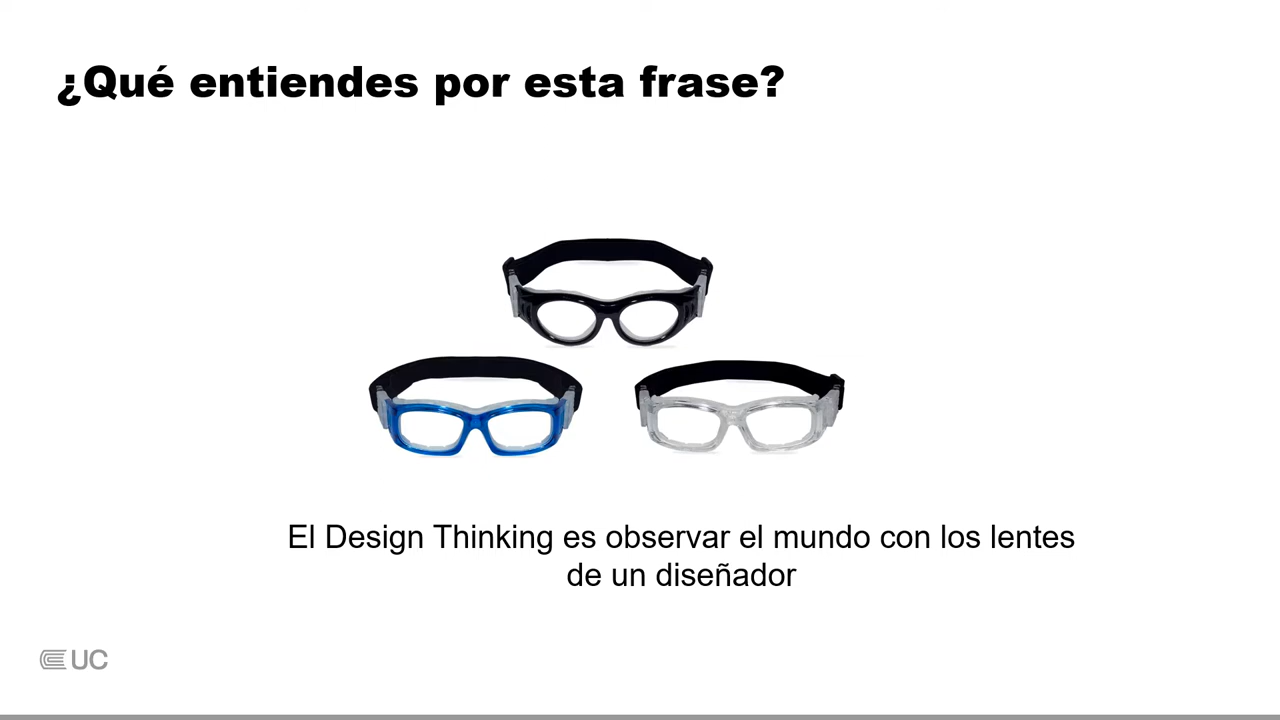 ¿Qué entiendes por esta frase?
El Design Thinking es observar el mundo con los lentes
de un diseñador
UC